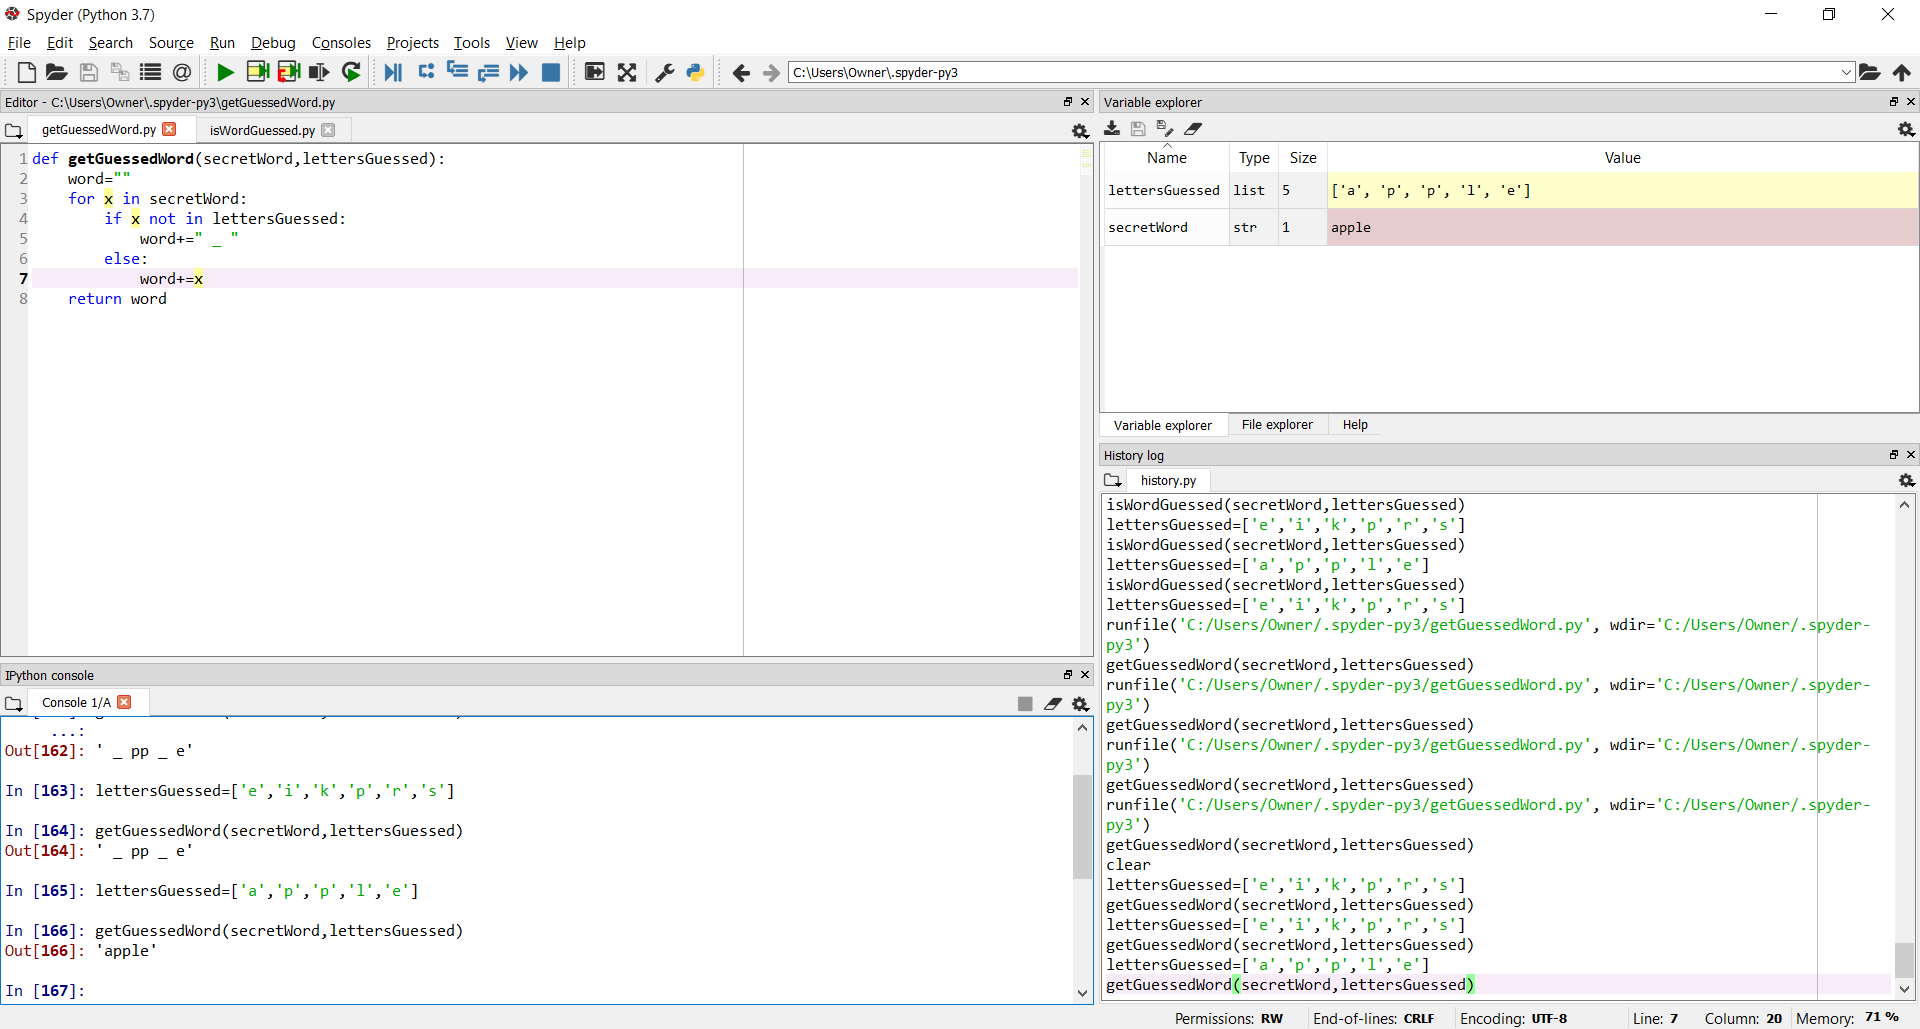 Spyder (Python 3.7)
File Edit Search Source Run Debug Consoles Projects Tools View Help
C:\Users\Owner\.spyder-py3
Editor - C:\Users\Owner\.spyder-py3\getGuessedWord.py
getGuessedWord.py isWordGuessed.py
1 def getGuessedWord(secretWord,lettersGuessed):
2     word=""
3     for x in secretWord:
4         if x not in lettersGuessed:
5             word+=" _ "
6         else:
7             word+=x
8     return word
IPython console
Console 1/A
...:
Out[162]: ' _ pp _ e'
In [163]: lettersGuessed=['e','i','k','p','r','s']
In [164]: getGuessedWord(secretWord,lettersGuessed)
Out[164]: ' _ pp _ e'
In [165]: lettersGuessed=['a','p','p','l','e']
In [166]: getGuessedWord(secretWord,lettersGuessed)
Out[166]: 'apple'
In [167]:
Variable explorer
Name Type Size Value
lettersGuessed list 5 ['a', 'p', 'p', 'l', 'e']
secretWord str 1 apple
Variable explorer File explorer Help
History log
history.py
isWordGuessed(secretWord,lettersGuessed)
lettersGuessed=['e','i','k','p','r','s']
isWordGuessed(secretWord,lettersGuessed)
lettersGuessed=['a','p','p','l','e']
isWordGuessed(secretWord,lettersGuessed)
lettersGuessed=['e','i','k','p','r','s']
runfile('C:/Users/Owner/.spyder-py3/getGuessedWord.py', wdir='C:/Users/Owner/.spyder-
py3')
getGuessedWord(secretWord,lettersGuessed)
runfile('C:/Users/Owner/.spyder-py3/getGuessedWord.py', wdir='C:/Users/Owner/.spyder-
py3')
getGuessedWord(secretWord,lettersGuessed)
runfile('C:/Users/Owner/.spyder-py3/getGuessedWord.py', wdir='C:/Users/Owner/.spyder-
py3')
getGuessedWord(secretWord,lettersGuessed)
runfile('C:/Users/Owner/.spyder-py3/getGuessedWord.py', wdir='C:/Users/Owner/.spyder-
py3')
getGuessedWord(secretWord,lettersGuessed)
clear
lettersGuessed=['e','i','k','p','r','s']
getGuessedWord(secretWord,lettersGuessed)
lettersGuessed=['e','i','k','p','r','s']
getGuessedWord(secretWord,lettersGuessed)
lettersGuessed=['a','p','p','l','e']
getGuessedWord(secretWord,lettersGuessed)
Permissions: RW End-of-lines: CRLF Encoding: UTF-8 Line: 7 Column: 20 Memory: 71 %